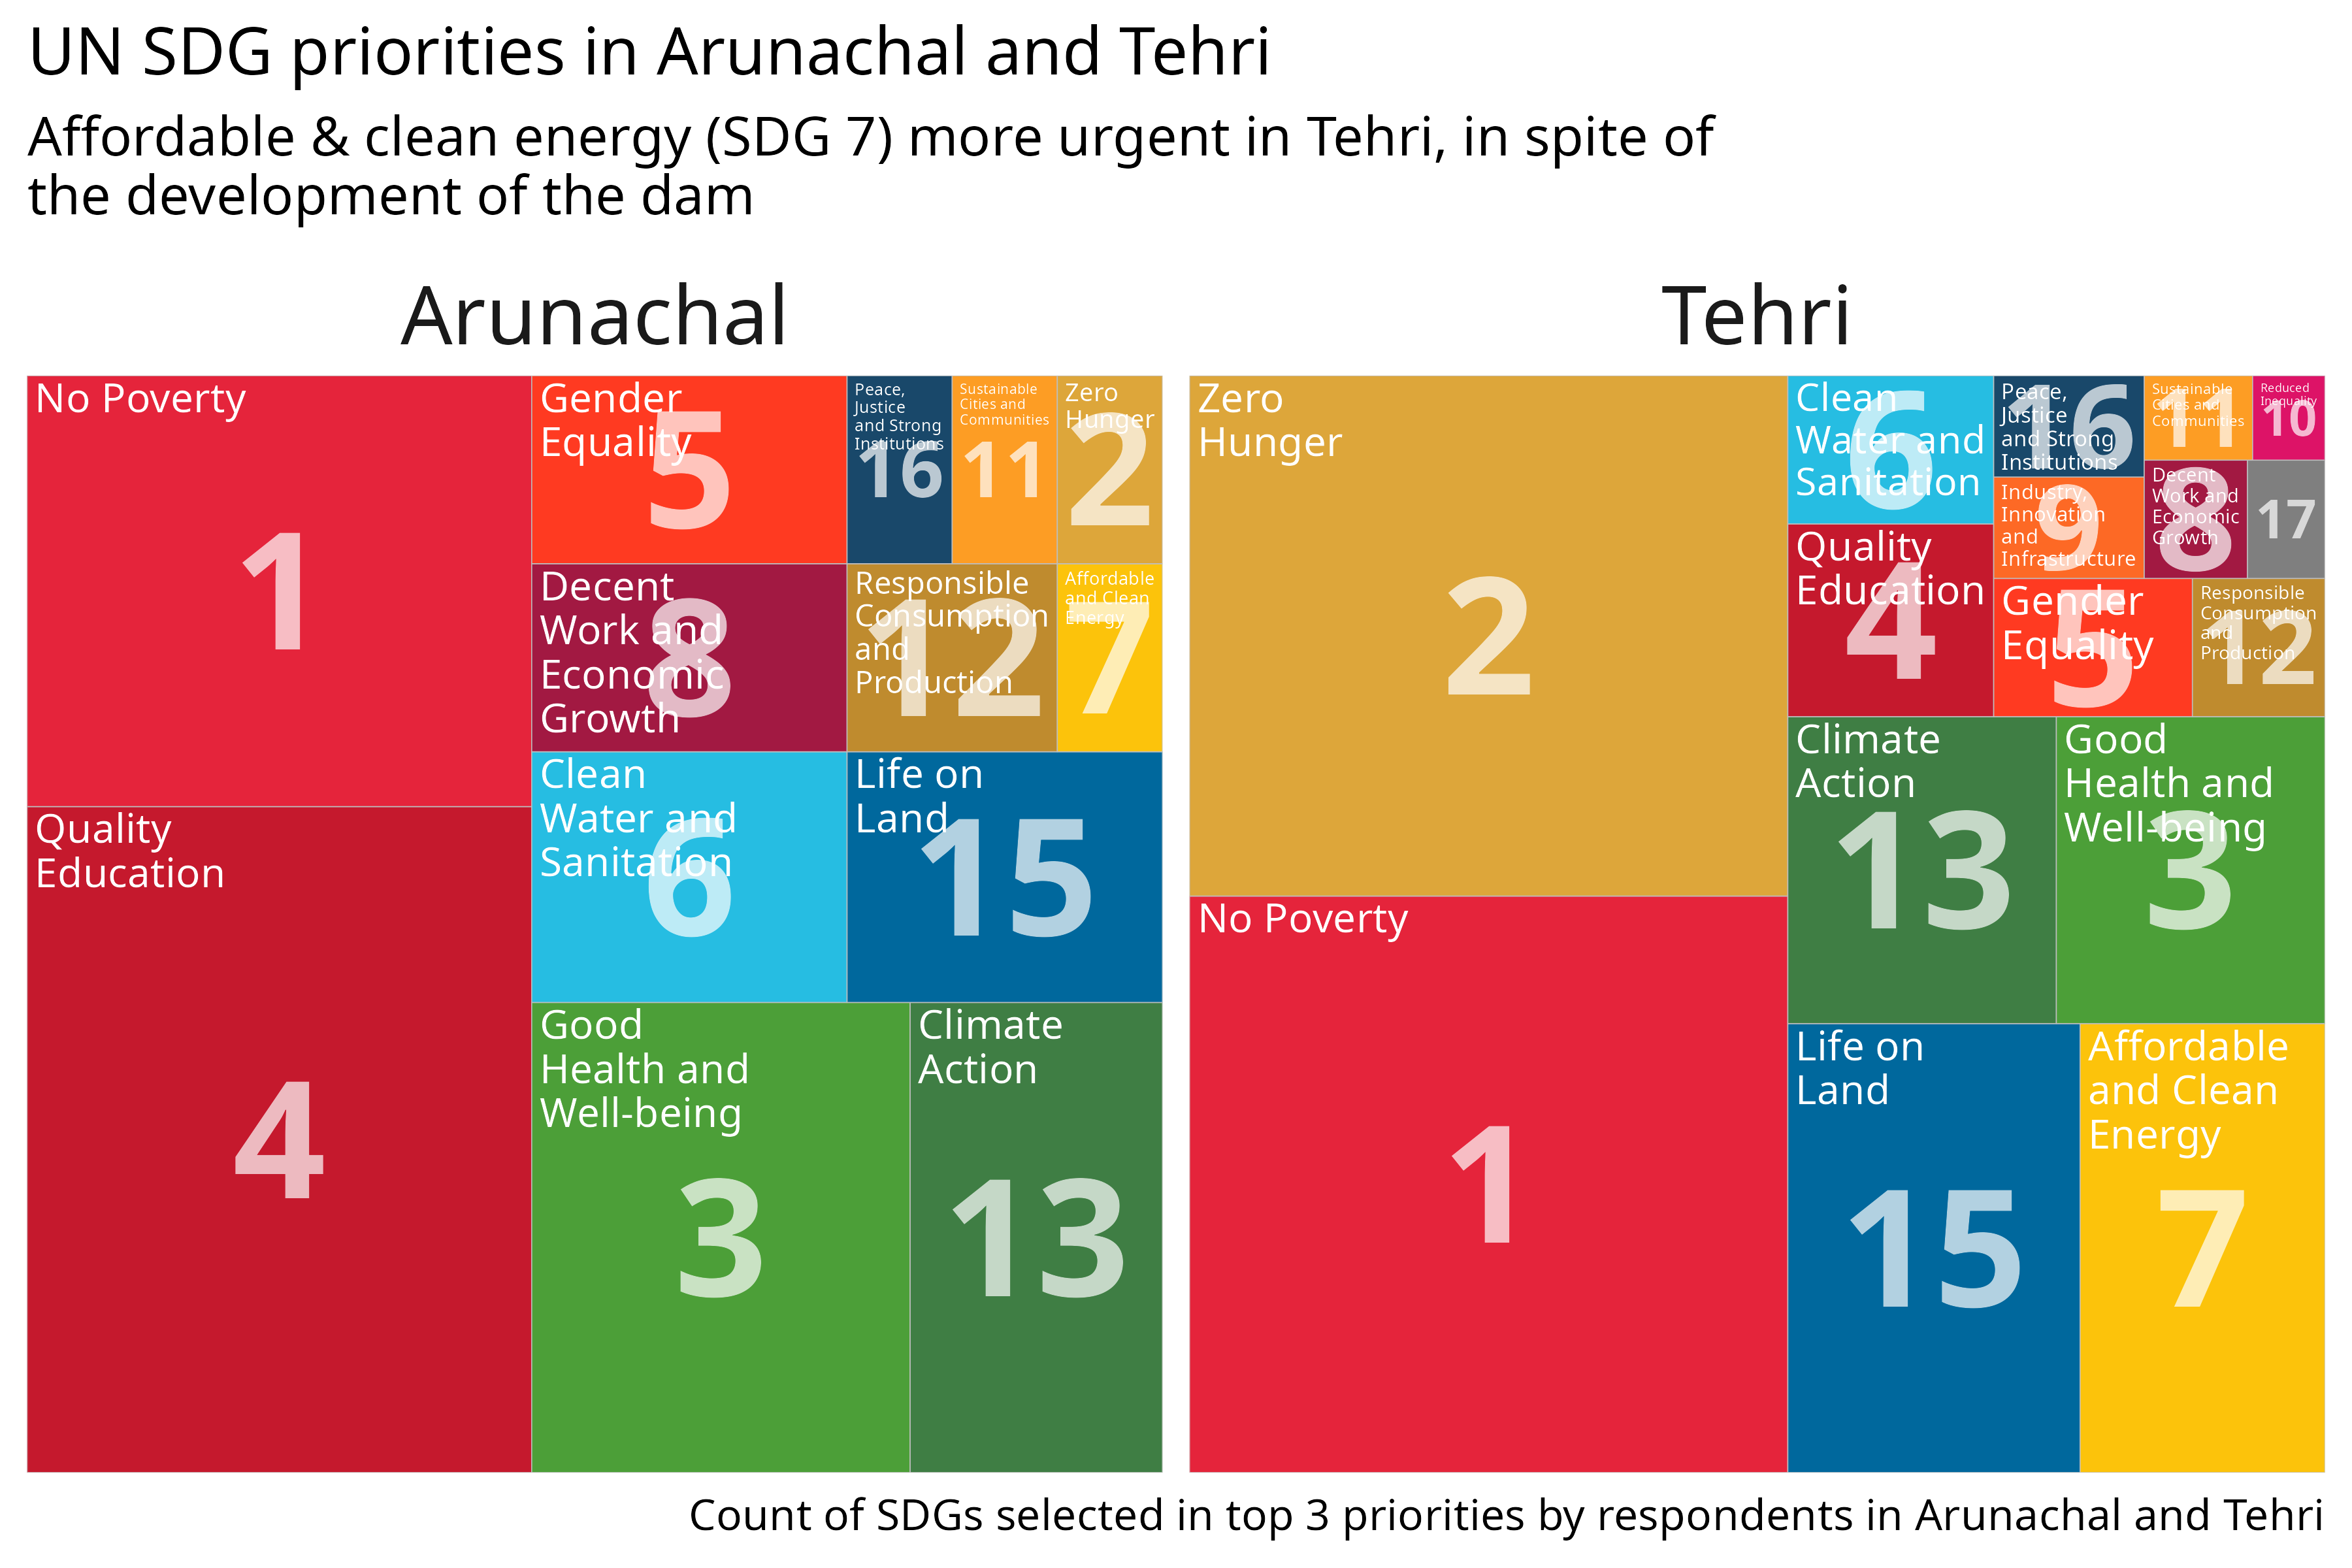 UN SDG priorities in Arunachal and Tehri
Affordable & clean energy (SDG 7) more urgent in Tehri, in spite of
the development of the dam
Arunachal
No Poverty
1
Quality
Education
4
Gender
Equality
5
Peace,
Justice
and Strong
Institutions
16
Sustainable
Cities and
Communities
11
Zero
Hunger
2
Decent
Work and
Economic
Growth
8
Responsible
Consumption
and
Production
12
Affordable
and Clean
Energy
7
Clean
Water and
Sanitation
6
Life on
Land
15
Good
Health and
Well-being
3
Climate
Action
13
Tehri
Zero
Hunger
2
No Poverty
1
Clean
Water and
Sanitation
6
Peace,
Justice
and Strong
Institutions
16
Sustainable
Cities and
Communities
11
Reduced
Inequality
10
Quality
Education
4
Industry,
Innovation
and
Infrastructure
9
Decent
Work and
Economic
Growth
8
17
Gender
Equality
5
Responsible
Consumption
and
Production
12
Climate
Action
13
Good
Health and
Well-being
3
Life on
Land
15
Affordable
and Clean
Energy
7
Count of SDGs selected in top 3 priorities by respondents in Arunachal and Tehri